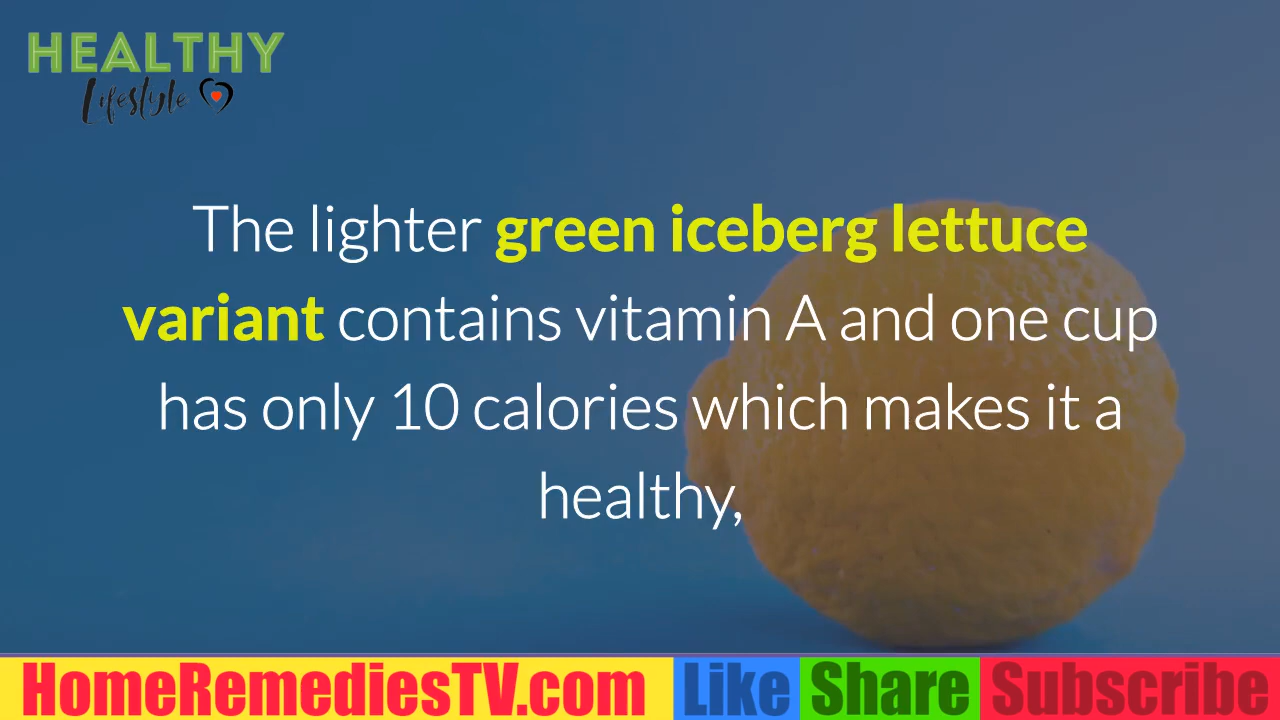 HEALTHY
Lifestyle
The lighter green iceberg lettuce
variant contains vitamin A and one cup
has only 10 calories which makes it a
healthy,
HomeRemediesTV.com Like Share Subscribe